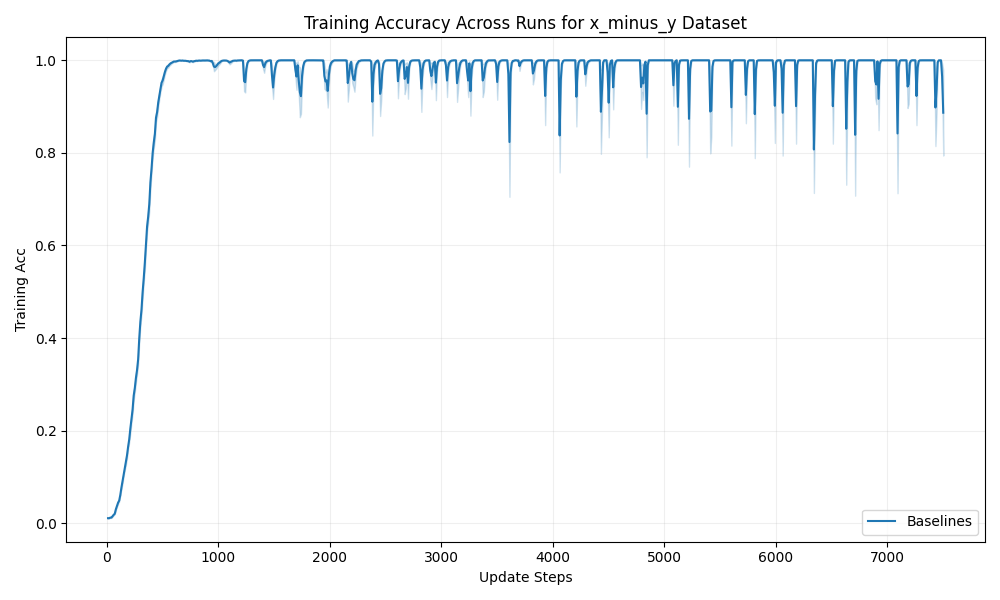 Training Accuracy Across Runs for x_minus_y Dataset
Training Acc
1.0
0.8
0.6
0.4
0.2
0.0
0 1000 2000 3000 4000 5000 6000 7000
Update Steps
Baselines